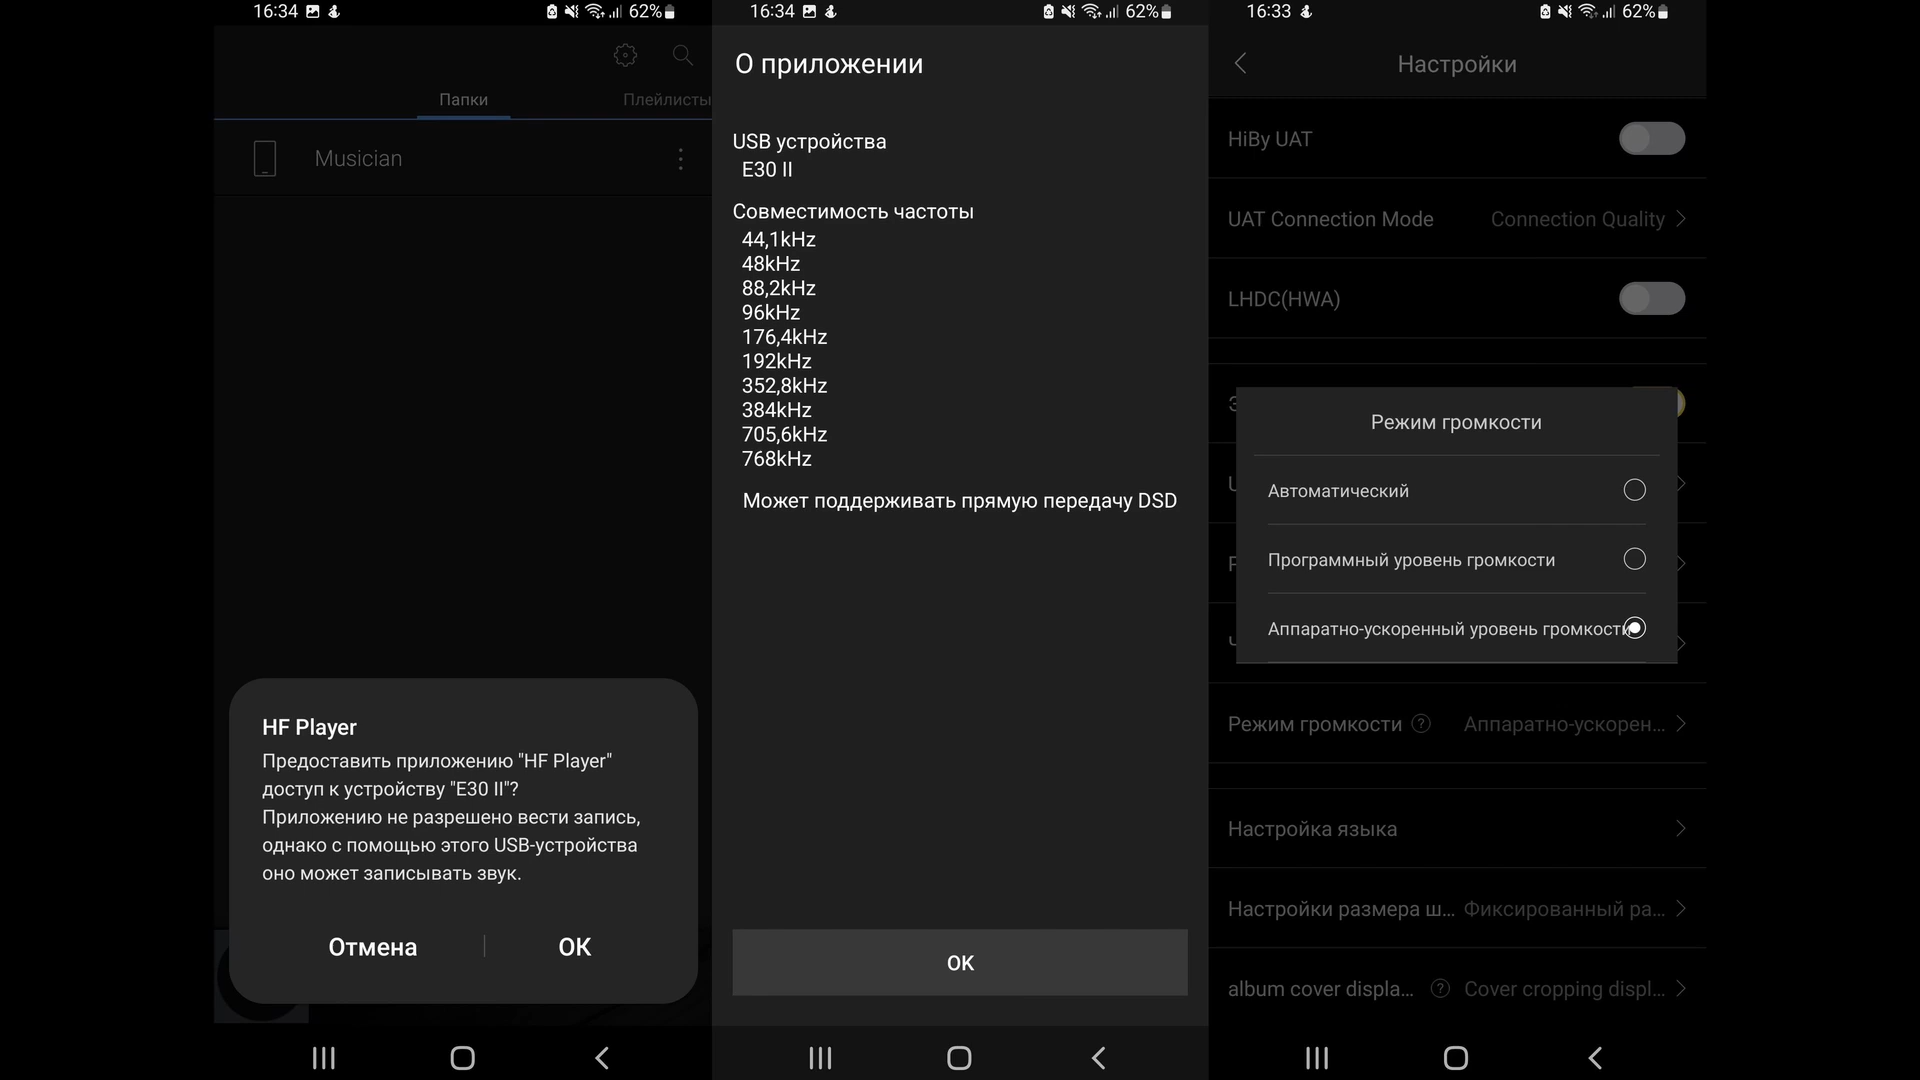 16:34
62%
Папки
Плейлисты
Musician
HF Player
Предоставить приложению "HF Player"
доступ к устройству "E30 II"?
Приложению не разрешено вести запись,
однако с помощью этого USB-устройства
оно может записывать звук.
Отмена
ОК
16:34
62%
О приложении
USB устройства
E30 II
Совместимость частоты
44,1kHz
48kHz
88,2kHz
96kHz
176,4kHz
192kHz
352,8kHz
384kHz
705,6kHz
768kHz
Может поддерживать прямую передачу DSD
OK
16:33
62%
Настройки
HiBy UAT
UAT Connection Mode Connection Quality
LHDC(HWA)
Режим громкости
Автоматический
Программный уровень громкости
Аппаратно-ускоренный уровень громкости
Режим громкости ? Аппаратно-ускорен...
Настройка языка
Настройки размера ш... Фиксированный ра...
album cover displa... ? Cover cropping displ...